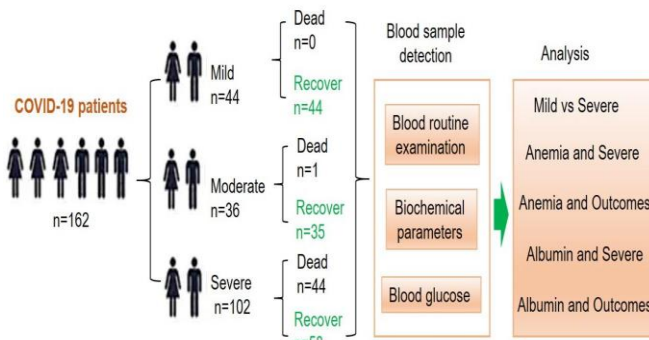 COVID-19 patients
n=162
Mild
n=44
Moderate
n=36
Severe
n=102
Dead
n=0
Recover
n=44
Dead
n=1
Recover
n=35
Dead
n=44
Recover
Blood sample
detection
Blood routine
examination
Biochemical
parameters
Blood glucose
Analysis
Mild vs Severe
Anemia and Severe
Anemia and Outcomes
Albumin and Severe
Albumin and Outcomes